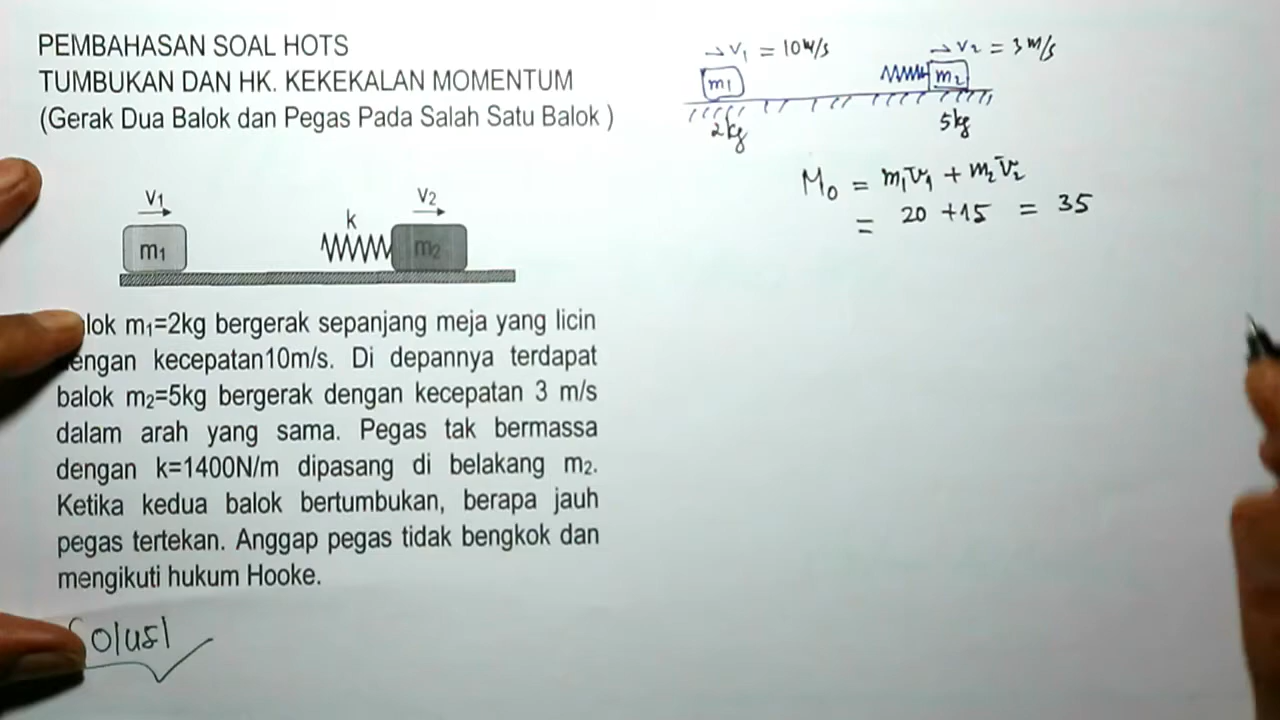 PEMBAHASAN SOAL HOTS
TUMBUKAN DAN HK. KEKEKALAN MOMENTUM
(Gerak Dua Balok dan Pegas Pada Salah Satu Balok )
V1
V2
k
m1
m2
lok m1=2kg bergerak sepanjang meja yang licin
engan kecepatan10m/s. Di depannya terdapat
balok m2=5kg bergerak dengan kecepatan 3 m/s
dalam arah yang sama. Pegas tak bermassa
dengan k=1400N/m dipasang di belakang m2.
Ketika kedua balok bertumbukan, berapa jauh
pegas tertekan. Anggap pegas tidak bengkok dan
mengikuti hukum Hooke.
Solusi
→ V1 = 10 m/s
→ V2 = 3 m/s
m1
m2
2kg
5kg
M0 = m1v1 + m2v2
= 20 + 15 = 35